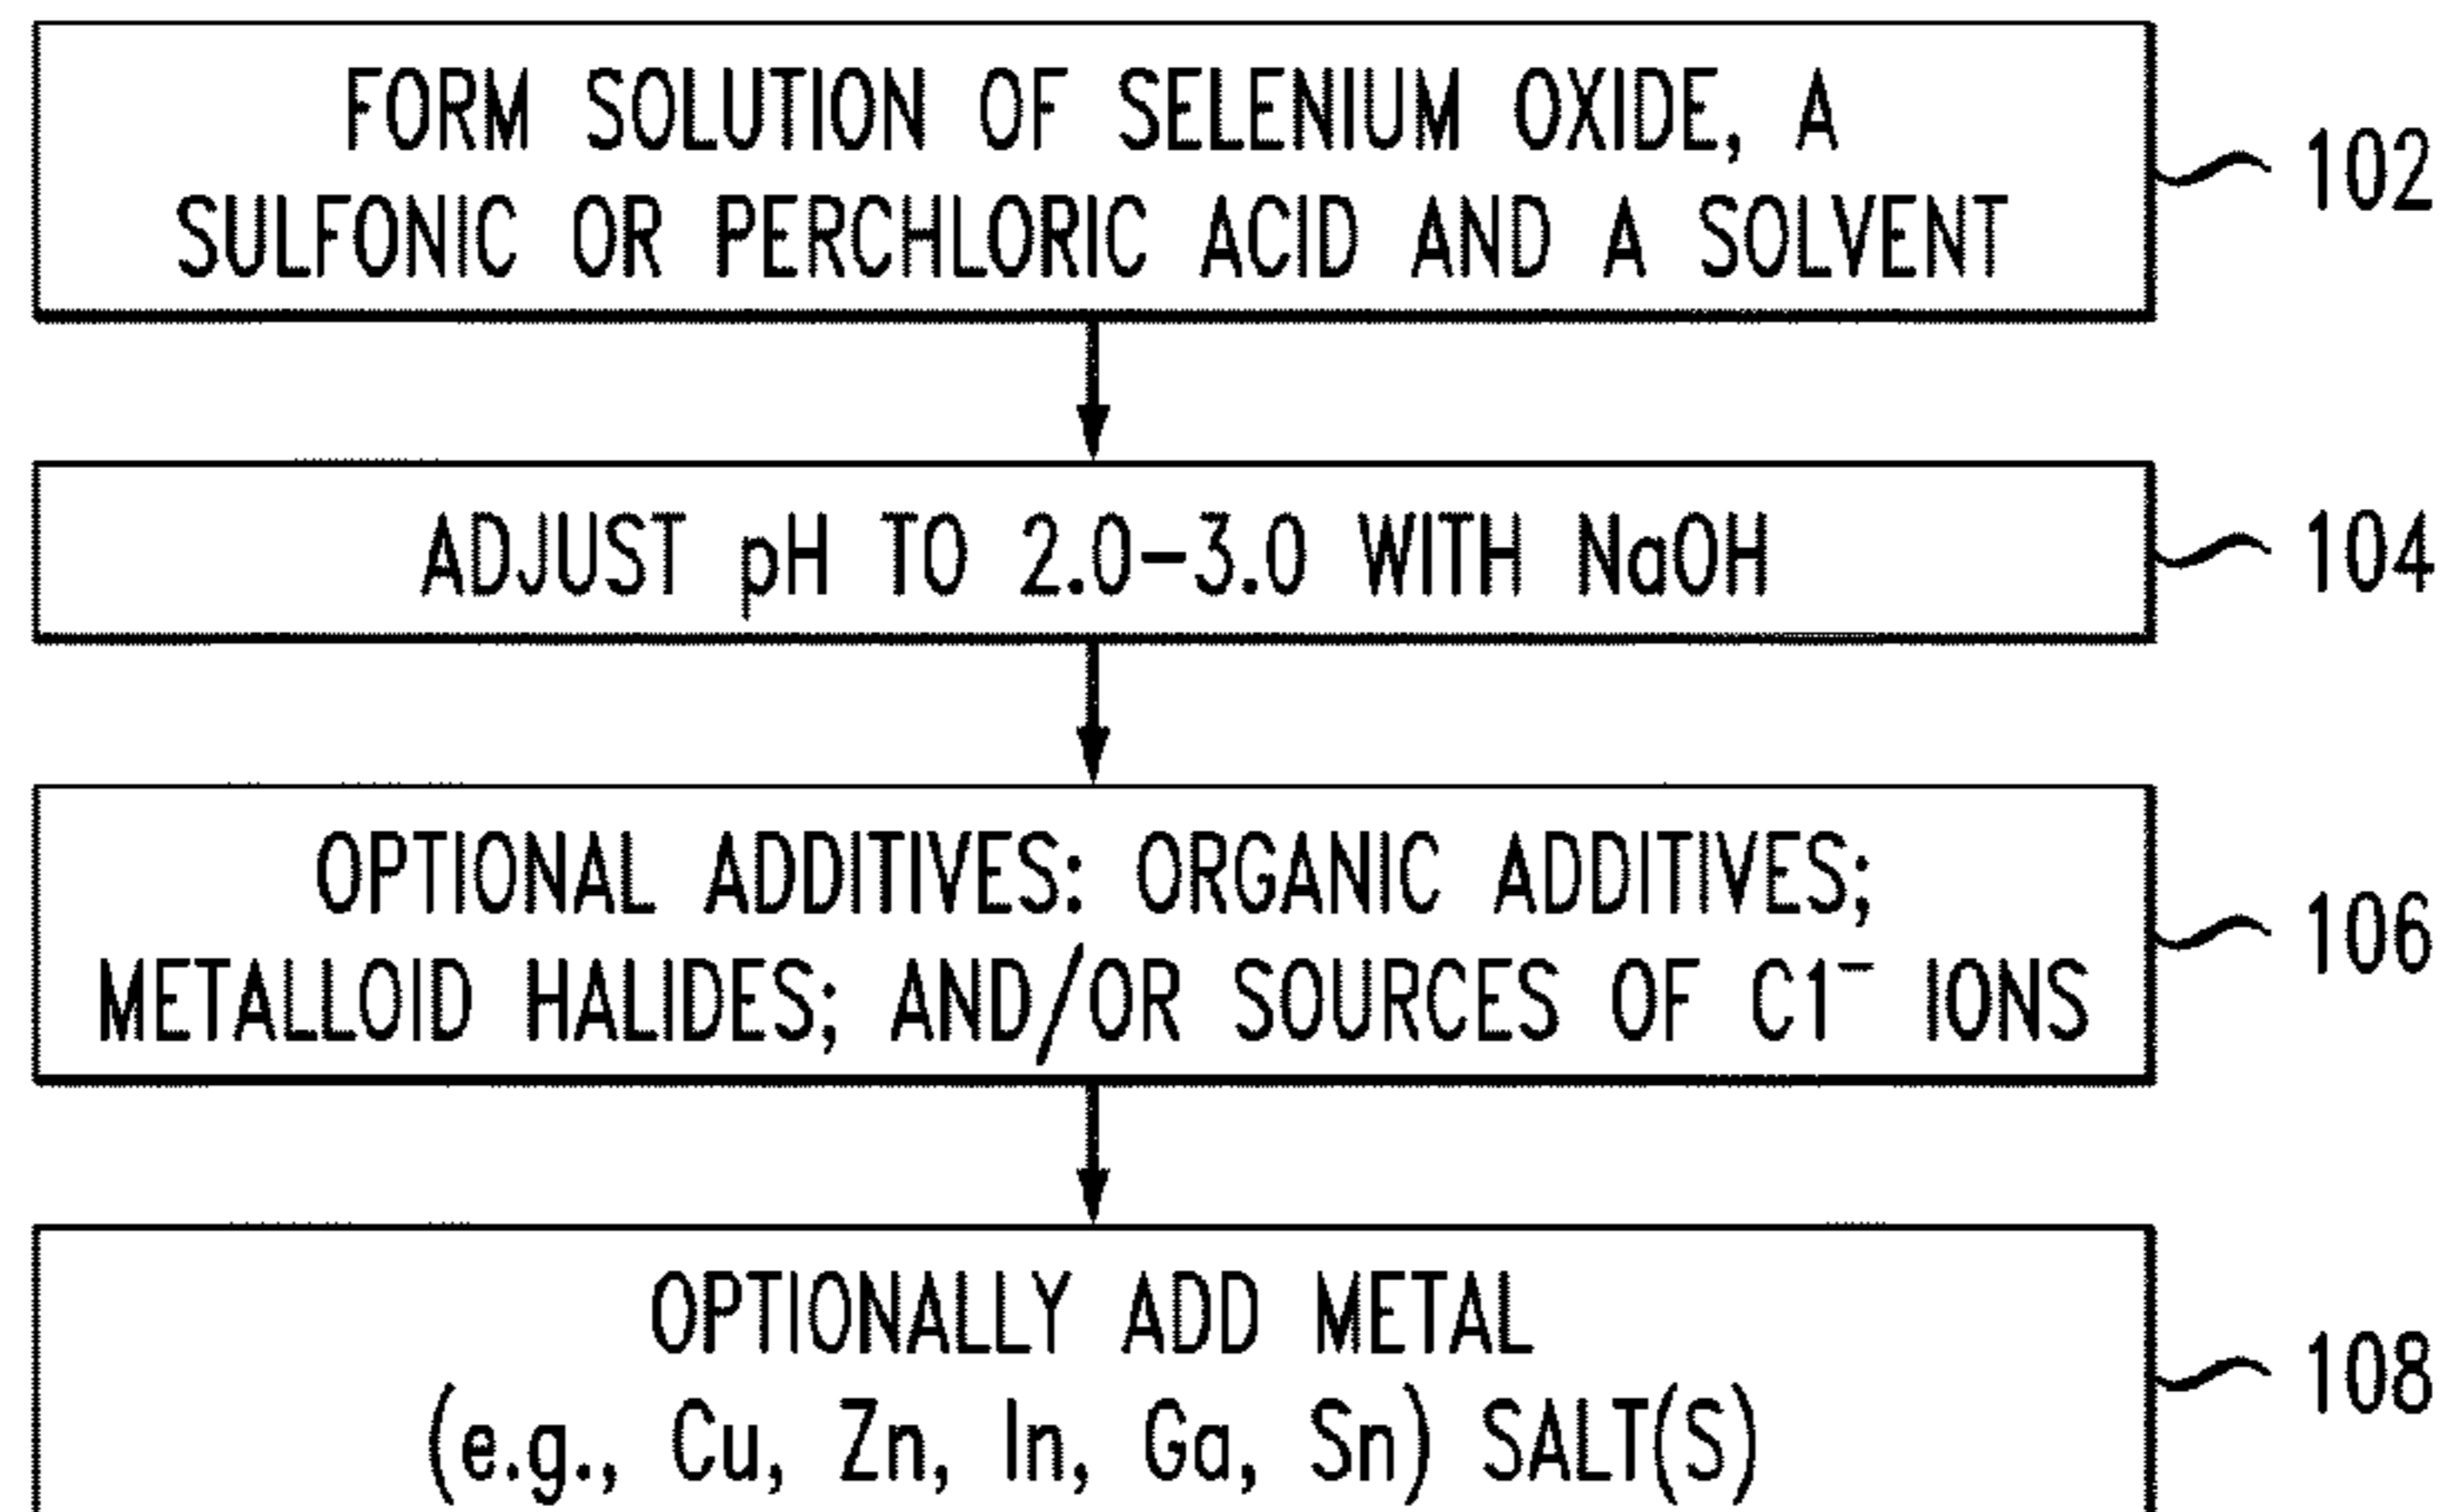 FORM SOLUTION OF SELENIUM OXIDE, A
SULFONIC OR PERCHLORIC ACID AND A SOLVENT
102
ADJUST pH TO 2.0-3.0 WITH NaOH
104
OPTIONAL ADDITIVES: ORGANIC ADDITIVES;
METALLOID HALIDES; AND/OR SOURCES OF C1⁻ IONS
106
OPTIONALLY ADD METAL
(e.g., Cu, Zn, In, Ga, Sn) SALT(S)
108